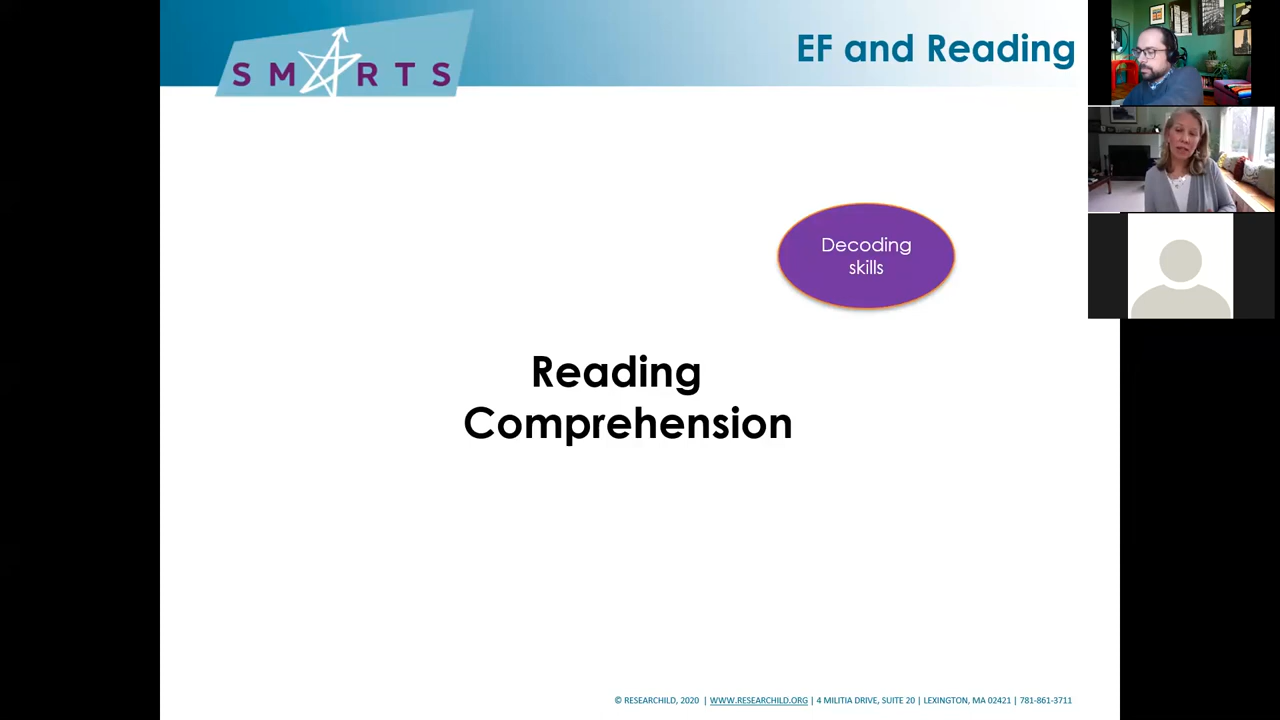 SMARTS
EF and Reading
Decoding
skills
Reading
Comprehension
© RESEARCHILD, 2020 | WWW.RESEARCHILD.ORG | 4 MILITIA DRIVE, SUITE 20 | LEXINGTON, MA 02421 | 781-861-3711